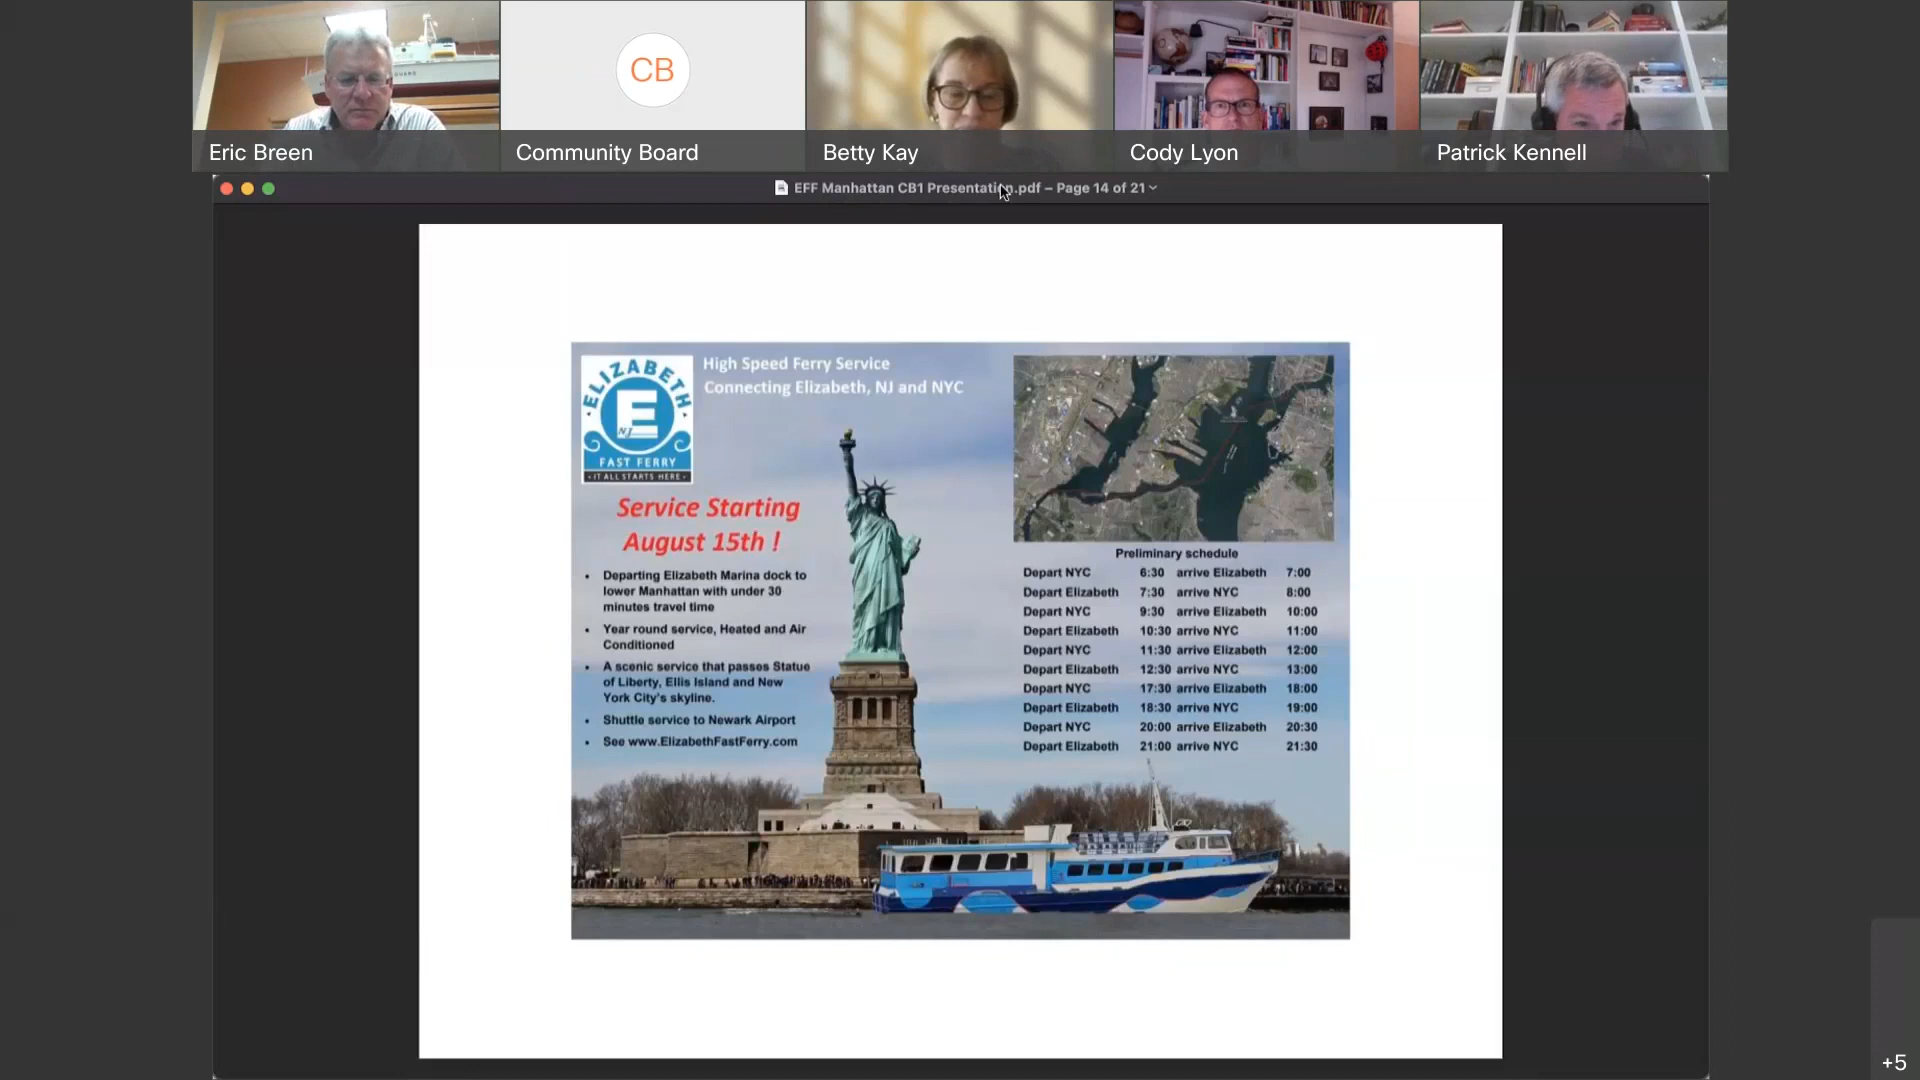 CB
Eric Breen
Community Board
Betty Kay
Cody Lyon
Patrick Kennell
EFF Manhattan CB1 Presentation.pdf – Page 14 of 21
ELIZABETH
E
NJ
FAST FERRY
• IT ALL STARTS HERE •
High Speed Ferry Service
Connecting Elizabeth, NJ and NYC
Service Starting
August 15th !
• Departing Elizabeth Marina dock to
lower Manhattan with under 30
minutes travel time
• Year round service, Heated and Air
Conditioned
• A scenic service that passes Statue
of Liberty, Ellis Island and New
York City's skyline.
• Shuttle service to Newark Airport
• See www.ElizabethFastFerry.com
Preliminary schedule
Depart NYC 6:30 arrive Elizabeth 7:00
Depart Elizabeth 7:30 arrive NYC 8:00
Depart NYC 9:30 arrive Elizabeth 10:00
Depart Elizabeth 10:30 arrive NYC 11:00
Depart NYC 11:30 arrive Elizabeth 12:00
Depart Elizabeth 12:30 arrive NYC 13:00
Depart NYC 17:30 arrive Elizabeth 18:00
Depart Elizabeth 18:30 arrive NYC 19:00
Depart NYC 20:00 arrive Elizabeth 20:30
Depart Elizabeth 21:00 arrive NYC 21:30
+5